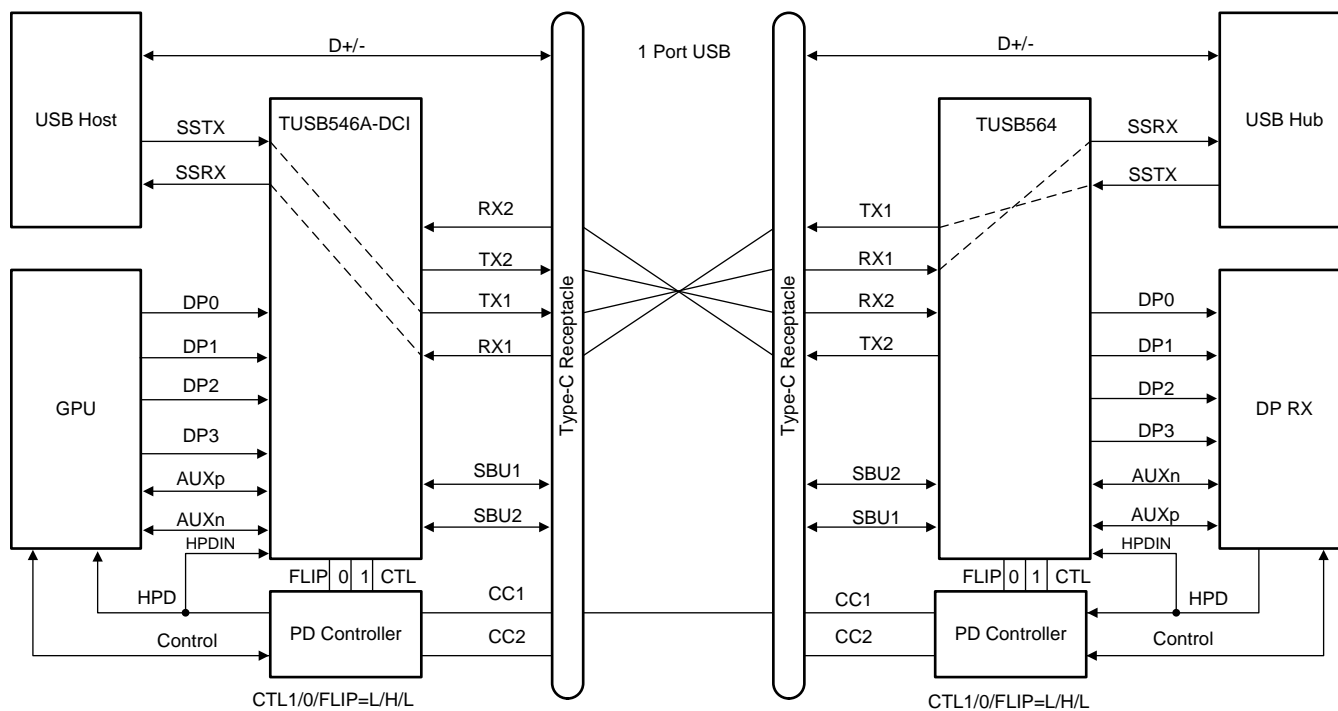 D+/-
1 Port USB
D+/-
USB Host
SSTX
SSRX
TUSB546A-DCI
TUSB564
SSRX
SSTX
USB Hub
RX2
TX2
TX1
RX1
Type-C Receptacle
Type-C Receptacle
TX1
RX1
RX2
TX2
GPU
DP0
DP1
DP2
DP3
AUXp
AUXn
HPDIN
SBU1
SBU2
SBU2
SBU1
DP0
DP1
DP2
DP3
AUXn
AUXp
HPDIN
DP RX
FLIP 0 1 CTL
FLIP 0 1 CTL
HPD
Control
PD Controller
CC1
CC2
CC1
CC2
PD Controller
HPD
Control
CTL1/0/FLIP=L/H/L
CTL1/0/FLIP=L/H/L